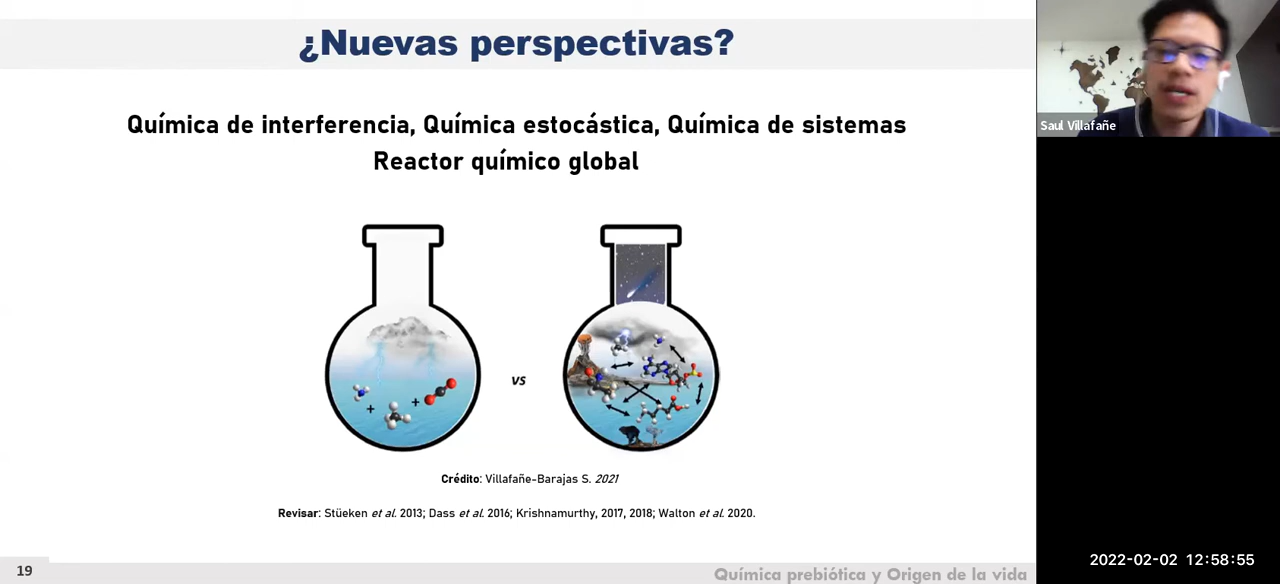 ¿Nuevas perspectivas?
Química de interferencia, Química estocástica, Química de sistemas
Reactor químico global
+
+
vs
Crédito: Villafañe-Barajas S. 2021
Revisar: Stüeken et al. 2013; Dass et al. 2016; Krishnamurthy, 2017, 2018; Walton et al. 2020.
19
Química prebiótica y Origen de la vida
Saul Villafañe
2022-02-02 12:58:55